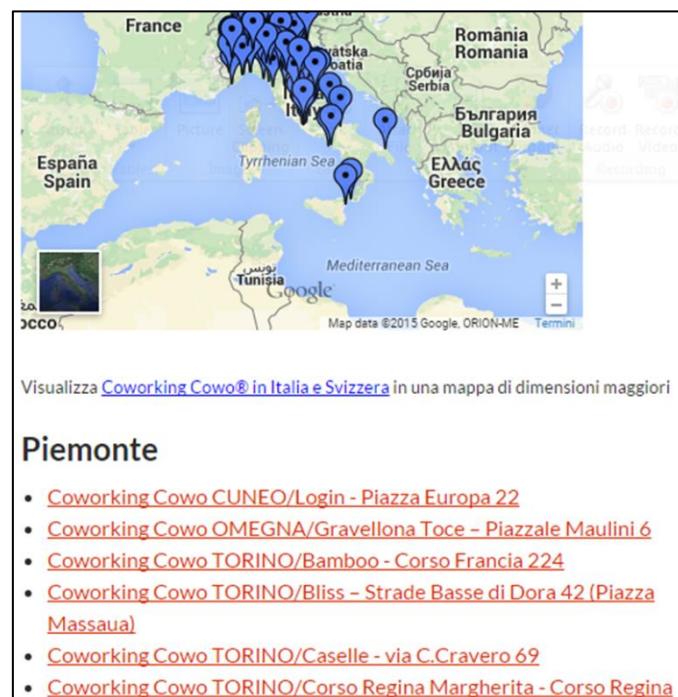 France
România
Romania
Србија
Serbia
България
Bulgaria
Italy
España
Spain
Tyrrhenian Sea
Ελλάς
Greece
Mediterranean Sea
تونس
Tunisia
Google
Map data ©2015 Google, ORION-ME Termini
Visualizza Coworking Cowo® in Italia e Svizzera in una mappa di dimensioni maggiori
Piemonte
• Coworking Cowo CUNEO/Login - Piazza Europa 22
• Coworking Cowo OMEGNA/Gravellona Toce – Piazzale Maulini 6
• Coworking Cowo TORINO/Bamboo - Corso Francia 224
• Coworking Cowo TORINO/Bliss – Strade Basse di Dora 42 (Piazza
Massaua)
• Coworking Cowo TORINO/Caselle - via C.Cravero 69
• Coworking Cowo TORINO/Corso Regina Margherita - Corso Regina